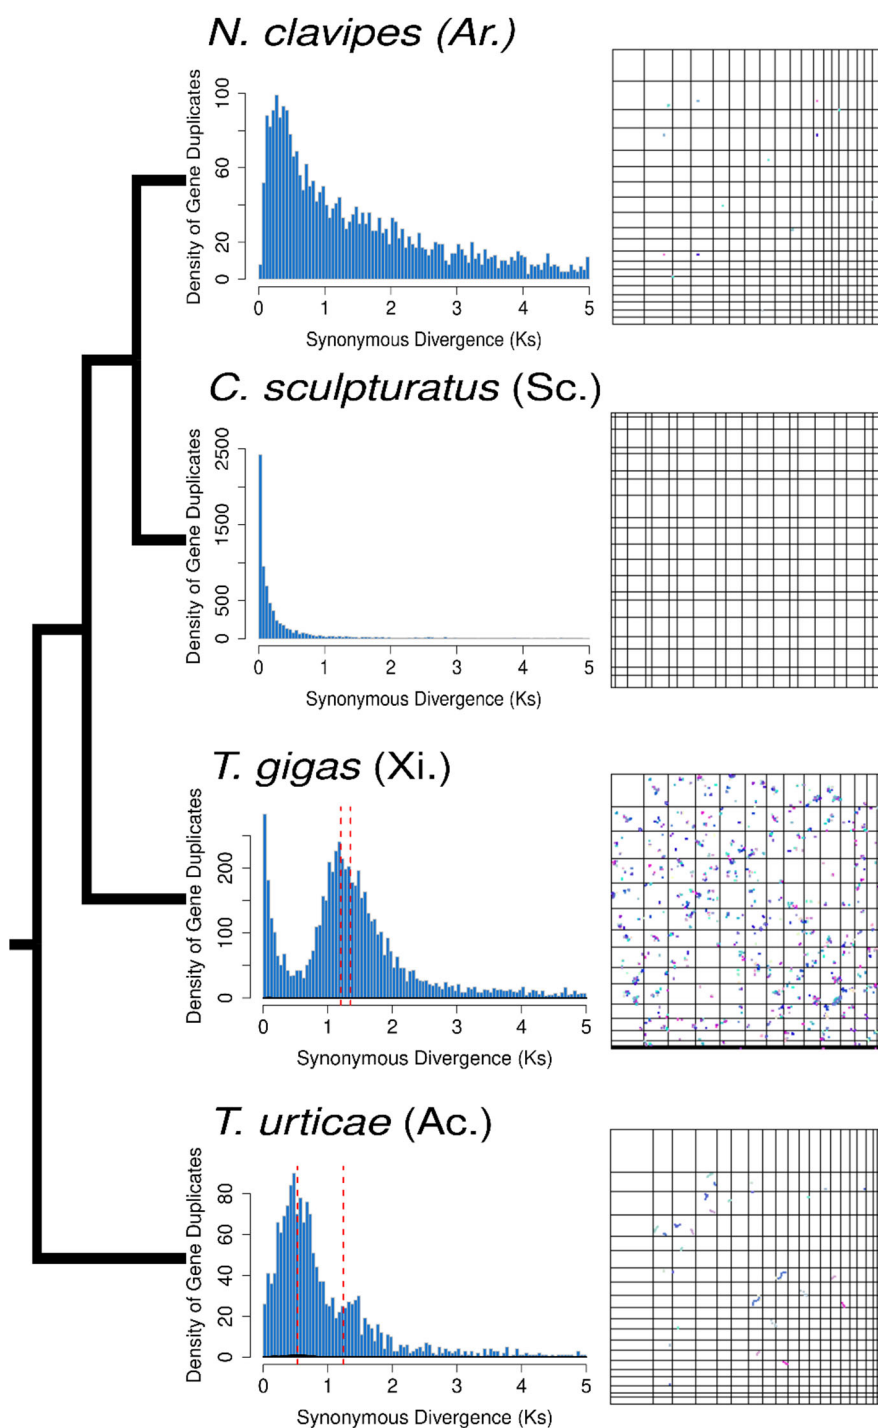 N. clavipes (Ar.)
Density of Gene Duplicates
100
60
20
0
0 1 2 3 4 5
Synonymous Divergence (Ks)
C. sculpturatus (Sc.)
Density of Gene Duplicates
2500
1500
500
0
0 1 2 3 4 5
Synonymous Divergence (Ks)
T. gigas (Xi.)
Density of Gene Duplicates
200
100
0
0 1 2 3 4 5
Synonymous Divergence (Ks)
T. urticae (Ac.)
Density of Gene Duplicates
80
60
40
20
0
0 1 2 3 4 5
Synonymous Divergence (Ks)